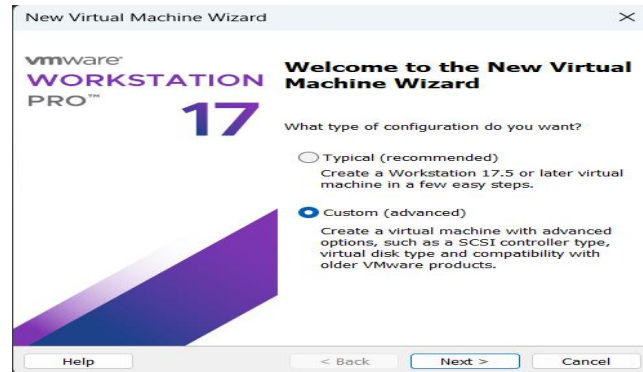 New Virtual Machine Wizard
vmware
WORKSTATION
PRO™
17
Welcome to the New Virtual
Machine Wizard
What type of configuration do you want?
Typical (recommended)
Create a Workstation 17.5 or later virtual
machine in a few easy steps.
Custom (advanced)
Create a virtual machine with advanced
options, such as a SCSI controller type,
virtual disk type and compatibility with
older VMware products.
Help
< Back
Next >
Cancel